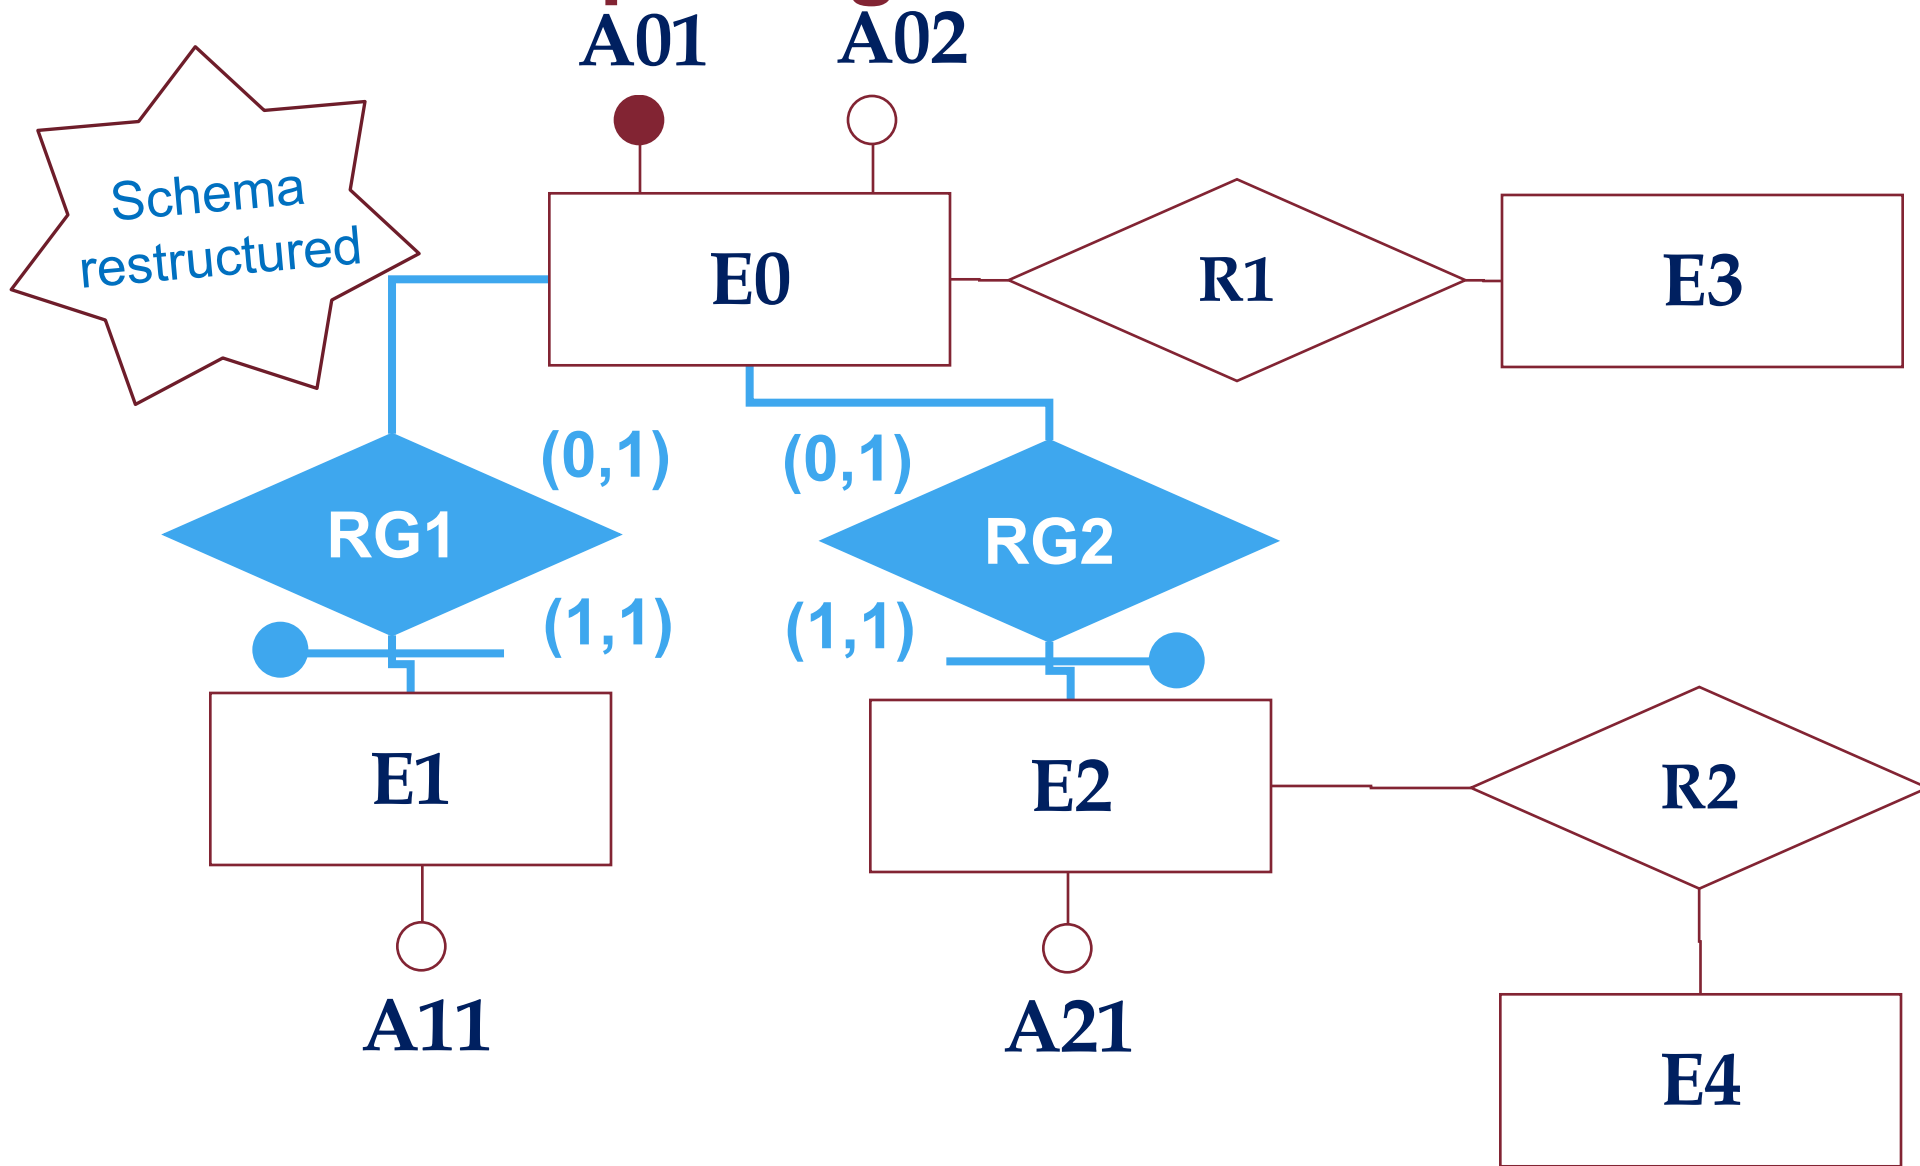 A01 A02
Schema
restructured
E0 R1 E3
(0,1) (0,1)
RG1 RG2
(1,1) (1,1)
E1 E2 R2
A11 A21
E4